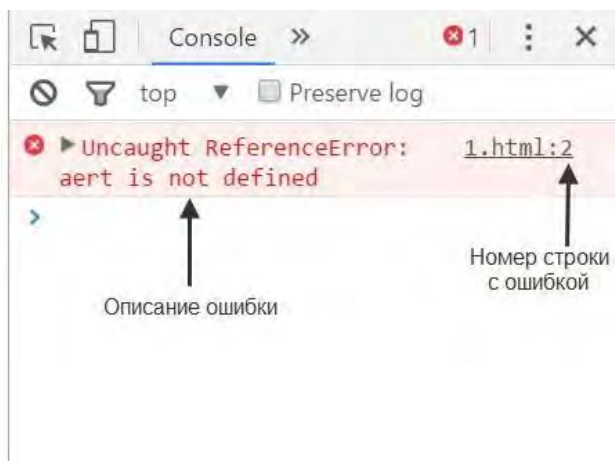 Console » 1
top ▼ Preserve log
Uncaught ReferenceError: 1.html:2
aert is not defined
>
Номер строки
с ошибкой
Описание ошибки